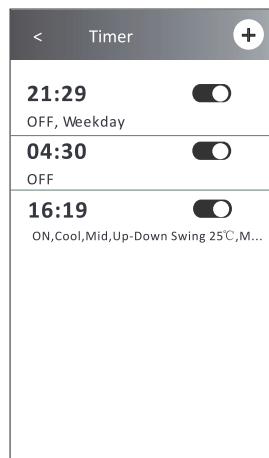 < Timer +
21:29
OFF, Weekday
04:30
OFF
16:19
ON,Cool,Mid,Up-Down Swing 25℃,M...